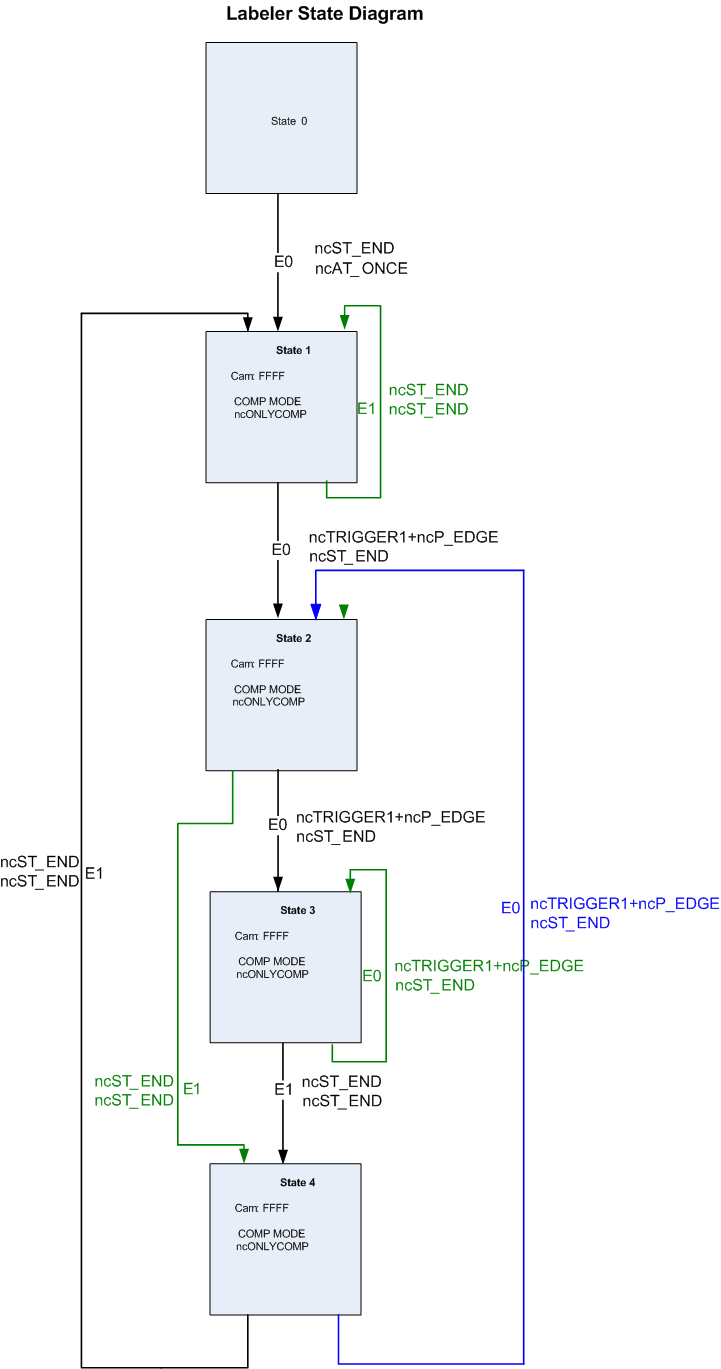 Labeler State Diagram
State 0
E0
ncST_END
ncAT_ONCE
State 1
Cam: FFFF
COMP MODE
ncONLYCOMP
E1
ncST_END
ncST_END
E0
ncTRIGGER1+ncP_EDGE
ncST_END
State 2
Cam: FFFF
COMP MODE
ncONLYCOMP
E0
ncTRIGGER1+ncP_EDGE
ncST_END
ncST_END
ncST_END
E1
State 3
Cam: FFFF
COMP MODE
ncONLYCOMP
E0
ncTRIGGER1+ncP_EDGE
ncST_END
E0
ncTRIGGER1+ncP_EDGE
ncST_END
ncST_END
ncST_END
E1
E1
ncST_END
ncST_END
State 4
Cam: FFFF
COMP MODE
ncONLYCOMP